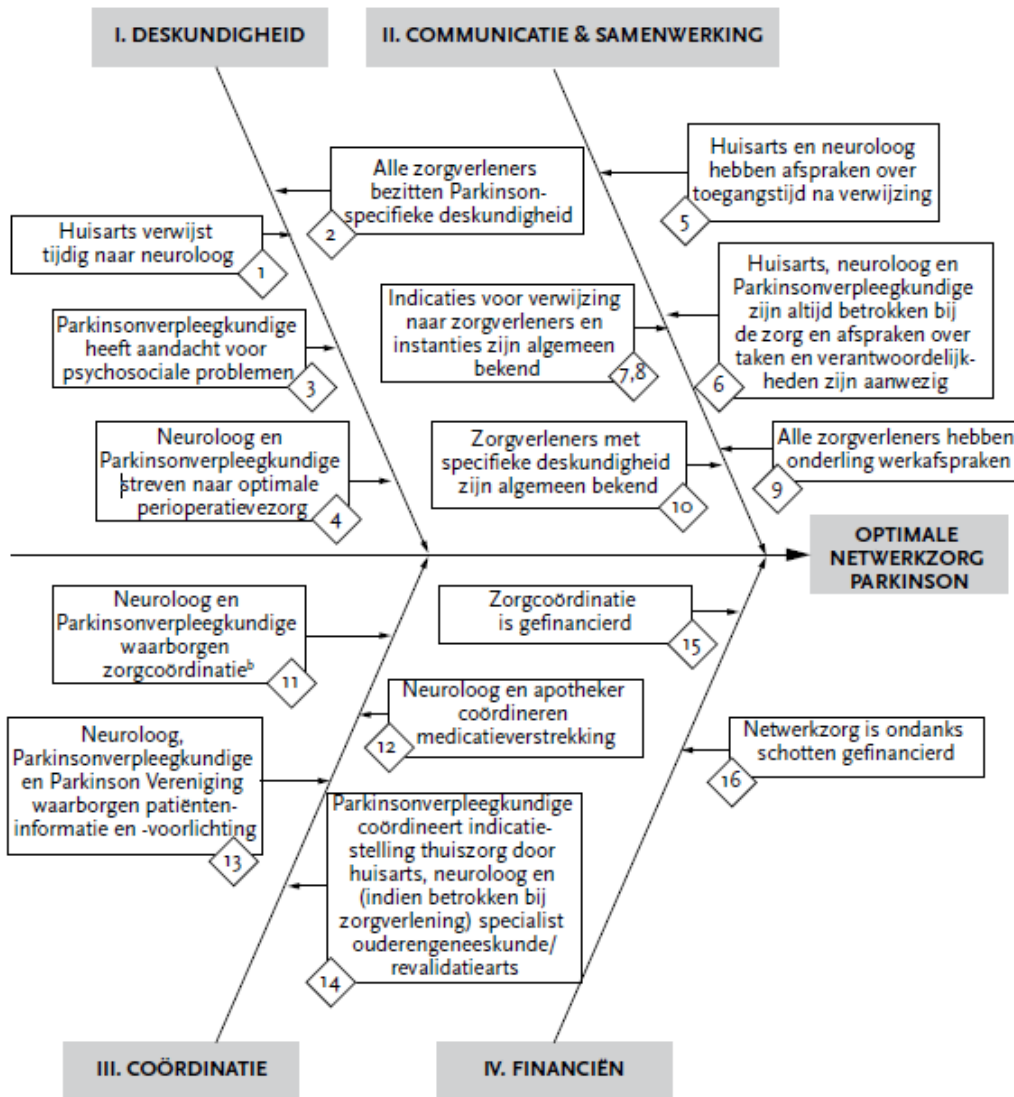 I. DESKUNDIGHEID
II. COMMUNICATIE & SAMENWERKING
Alle zorgverleners
bezitten Parkinson-
specifieke deskundigheid
2
Huisarts verwijst
tijdig naar neuroloog
1
Parkinsonverpleegkundige
heeft aandacht voor
psychosociale problemen
3
Neuroloog en
Parkinsonverpleegkundige
streven naar optimale
perioperatievezorg
4
Huisarts en neuroloog
hebben afspraken over
toegangstijd na verwijzing
5
Huisarts, neuroloog en
Parkinsonverpleegkundige
zijn altijd betrokken bij
de zorg en afspraken over
taken en verantwoordelijk-
heden zijn aanwezig
6
Indicaties voor verwijzing
naar zorgverleners en
instanties zijn algemeen
bekend
7,8
Zorgverleners met
specifieke deskundigheid
zijn algemeen bekend
10
Alle zorgverleners hebben
onderling werkafspraken
9
OPTIMALE
NETWERKZORG
PARKINSON
Neuroloog en
Parkinsonverpleegkundige
waarborgen
zorgcoördinatieᵇ
11
Neuroloog en apotheker
coördineren
medicatieverstrekking
12
Neuroloog,
Parkinsonverpleegkundige
en Parkinson Vereniging
waarborgen patiënten-
informatie en -voorlichting
13
Parkinsonverpleegkundige
coördineert indicatie-
stelling thuiszorg door
huisarts, neuroloog en
(indien betrokken bij
zorgverlening) specialist
ouderengeneeskunde/
revalidatiearts
14
Zorgcoördinatie
is gefinancierd
15
Netwerkzorg is ondanks
schotten gefinancierd
16
III. COÖRDINATIE
IV. FINANCIËN